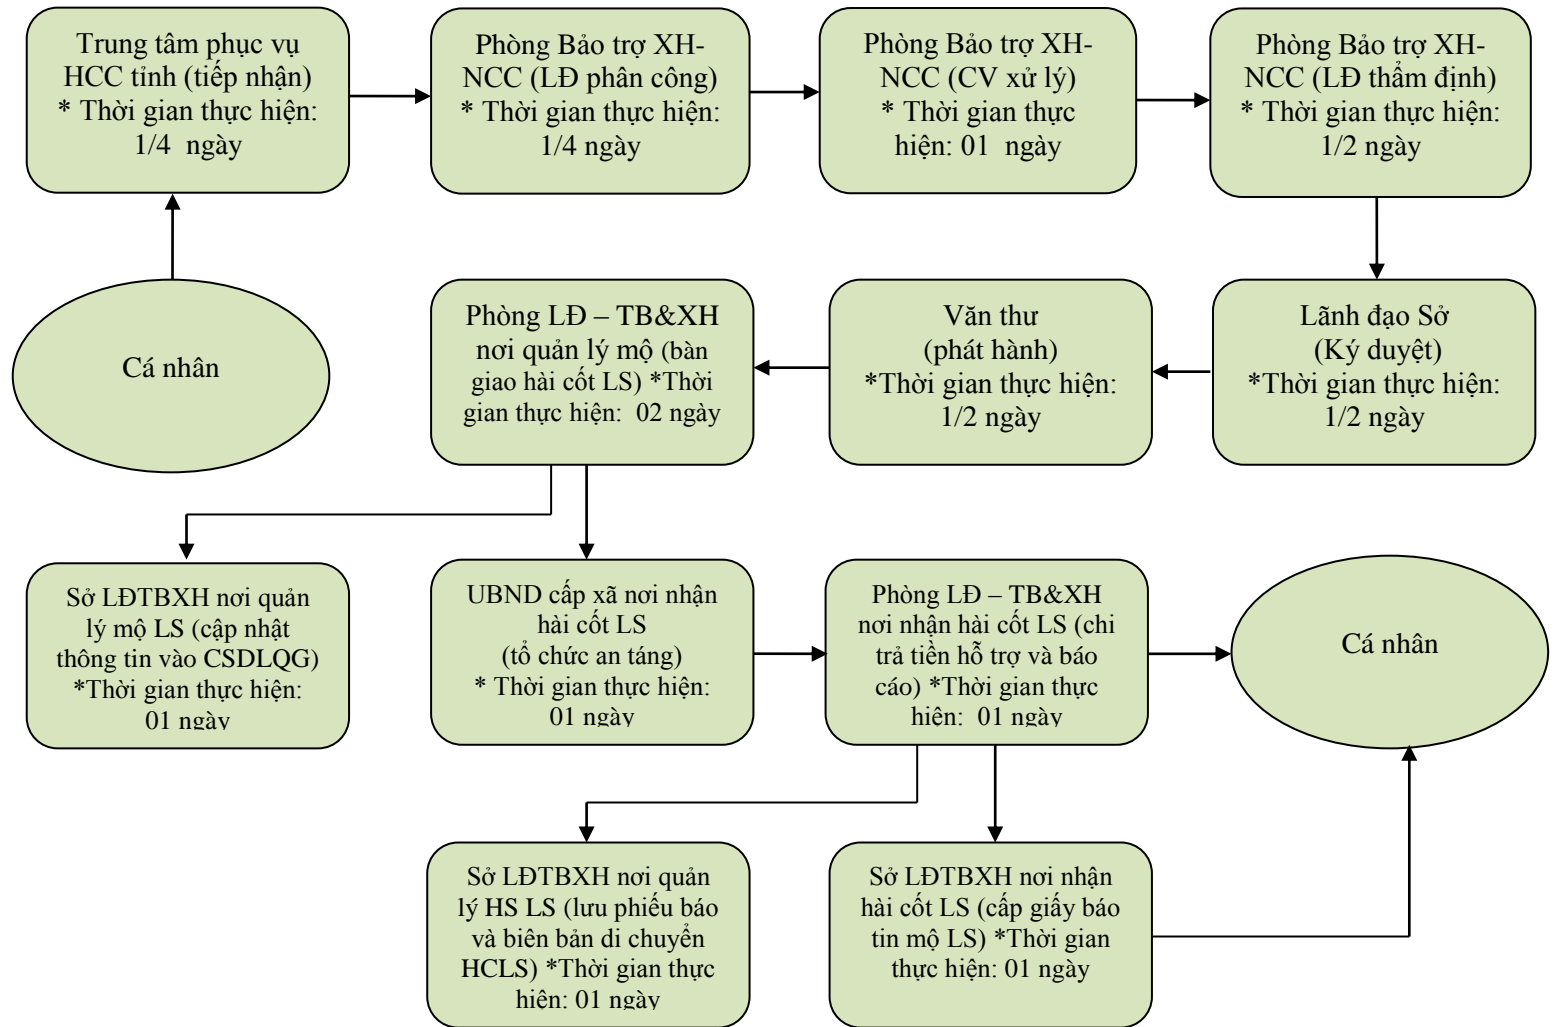 Trung tâm phục vụ
HCC tỉnh (tiếp nhận)
* Thời gian thực hiện:
1/4 ngày
Phòng Bảo trợ XH-
NCC (LĐ phân công)
* Thời gian thực hiện:
1/4 ngày
Phòng Bảo trợ XH-
NCC (CV xử lý)
* Thời gian thực
hiện: 01 ngày
Phòng Bảo trợ XH-
NCC (LĐ thẩm định)
* Thời gian thực hiện:
1/2 ngày
Cá nhân
Phòng LĐ – TB&XH
nơi quản lý mộ (bàn
giao hài cốt LS) *Thời
gian thực hiện: 02 ngày
Văn thư
(phát hành)
*Thời gian thực hiện:
1/2 ngày
Lãnh đạo Sở
(Ký duyệt)
*Thời gian thực hiện:
1/2 ngày
Sở LĐTBXH nơi quản
lý mộ LS (cập nhật
thông tin vào CSDLQG)
*Thời gian thực hiện:
01 ngày
UBND cấp xã nơi nhận
hài cốt LS
(tổ chức an táng)
* Thời gian thực hiện:
01 ngày
Phòng LĐ – TB&XH
nơi nhận hài cốt LS (chi
trả tiền hỗ trợ và báo
cáo) *Thời gian thực
hiện: 01 ngày
Cá nhân
Sở LĐTBXH nơi quản
lý HS LS (lưu phiếu báo
và biên bản di chuyển
HCLS) *Thời gian thực
hiện: 01 ngày
Sở LĐTBXH nơi nhận
hài cốt LS (cấp giấy báo
tin mộ LS) *Thời gian
thực hiện: 01 ngày